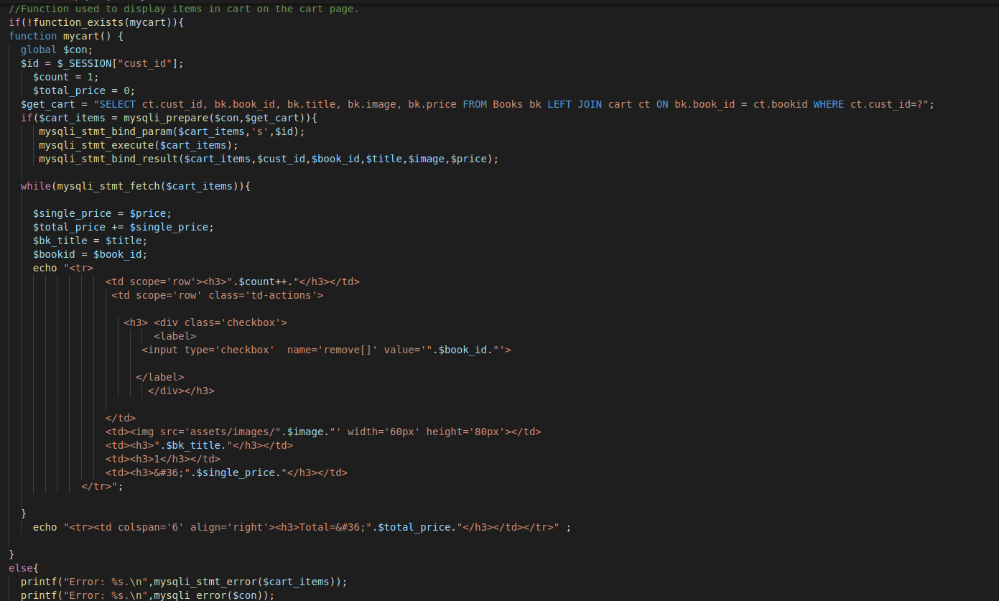 //Function used to display items in cart on the cart page.
if(!function_exists(mycart)){
function mycart() {
global $con;
$id = $_SESSION["cust_id"];
$count = 1;
$total_price = 0;
$get_cart = "SELECT ct.cust_id, bk.book_id, bk.title, bk.image, bk.price FROM Books bk LEFT JOIN cart ct ON bk.book_id = ct.bookid WHERE ct.cust_id=?";
if($cart_items = mysqli_prepare($con,$get_cart)){
mysqli_stmt_bind_param($cart_items,'s',$id);
mysqli_stmt_execute($cart_items);
mysqli_stmt_bind_result($cart_items,$cust_id,$book_id,$title,$image,$price);
while(mysqli_stmt_fetch($cart_items)){
$single_price = $price;
$total_price += $single_price;
$bk_title = $title;
$bookid = $book_id;
echo "<tr>
<td scope='row'><h3>".$count++."</h3></td>
<td scope='row' class='td-actions'>
<h3> <div class='checkbox'>
<label>
<input type='checkbox'  name='remove[]' value='".$book_id."'>
</label>
</div></h3>
</td>
<td><img src='assets/images/".$image."' width='60px' height='80px'></td>
<td><h3>".$bk_title."</h3></td>
<td><h3>1</h3></td>
<td><h3>&#36;".$single_price."</h3></td>
</tr>";
}
echo "<tr><td colspan='6' align='right'><h3>Total=&#36;".$total_price."</h3></td></tr>" ;
}
else{
printf("Error: %s.\n",mysqli_stmt_error($cart_items));
printf("Error: %s.\n",mysqli_error($con));